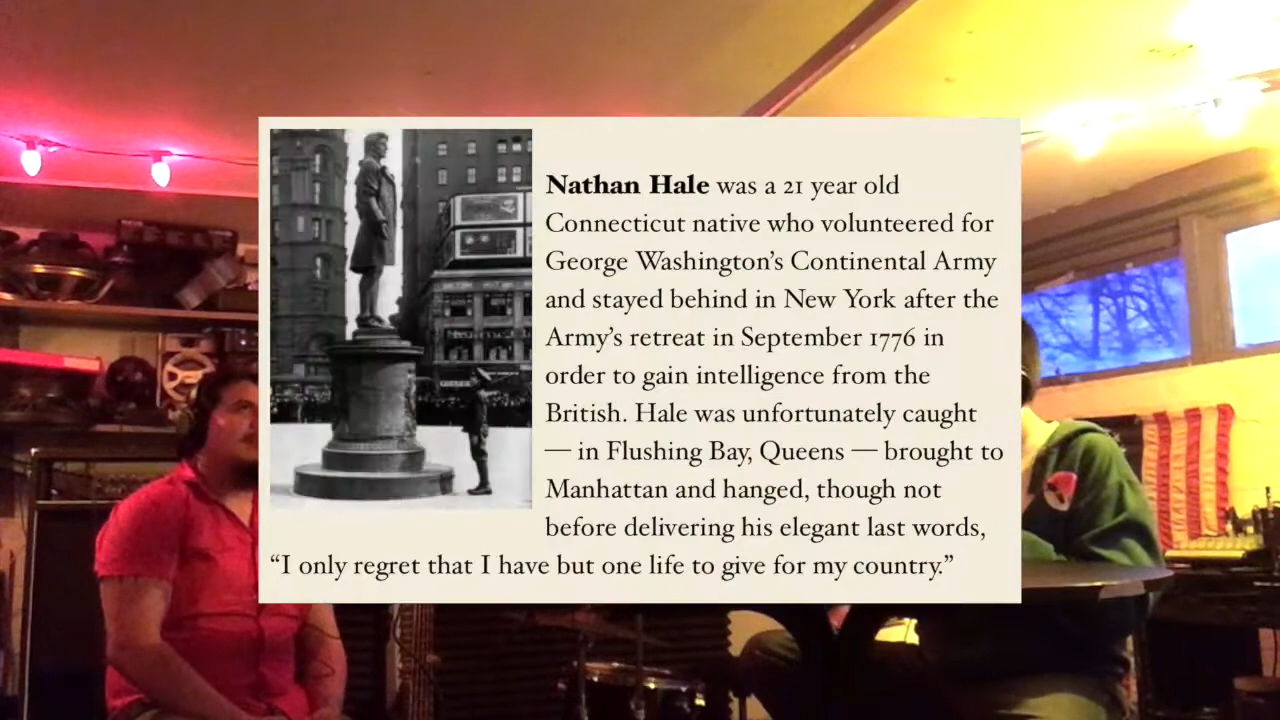 Nathan Hale was a 21 year old
Connecticut native who volunteered for
George Washington’s Continental Army
and stayed behind in New York after the
Army’s retreat in September 1776 in
order to gain intelligence from the
British. Hale was unfortunately caught
— in Flushing Bay, Queens — brought to
Manhattan and hanged, though not
before delivering his elegant last words,
“I only regret that I have but one life to give for my country.”